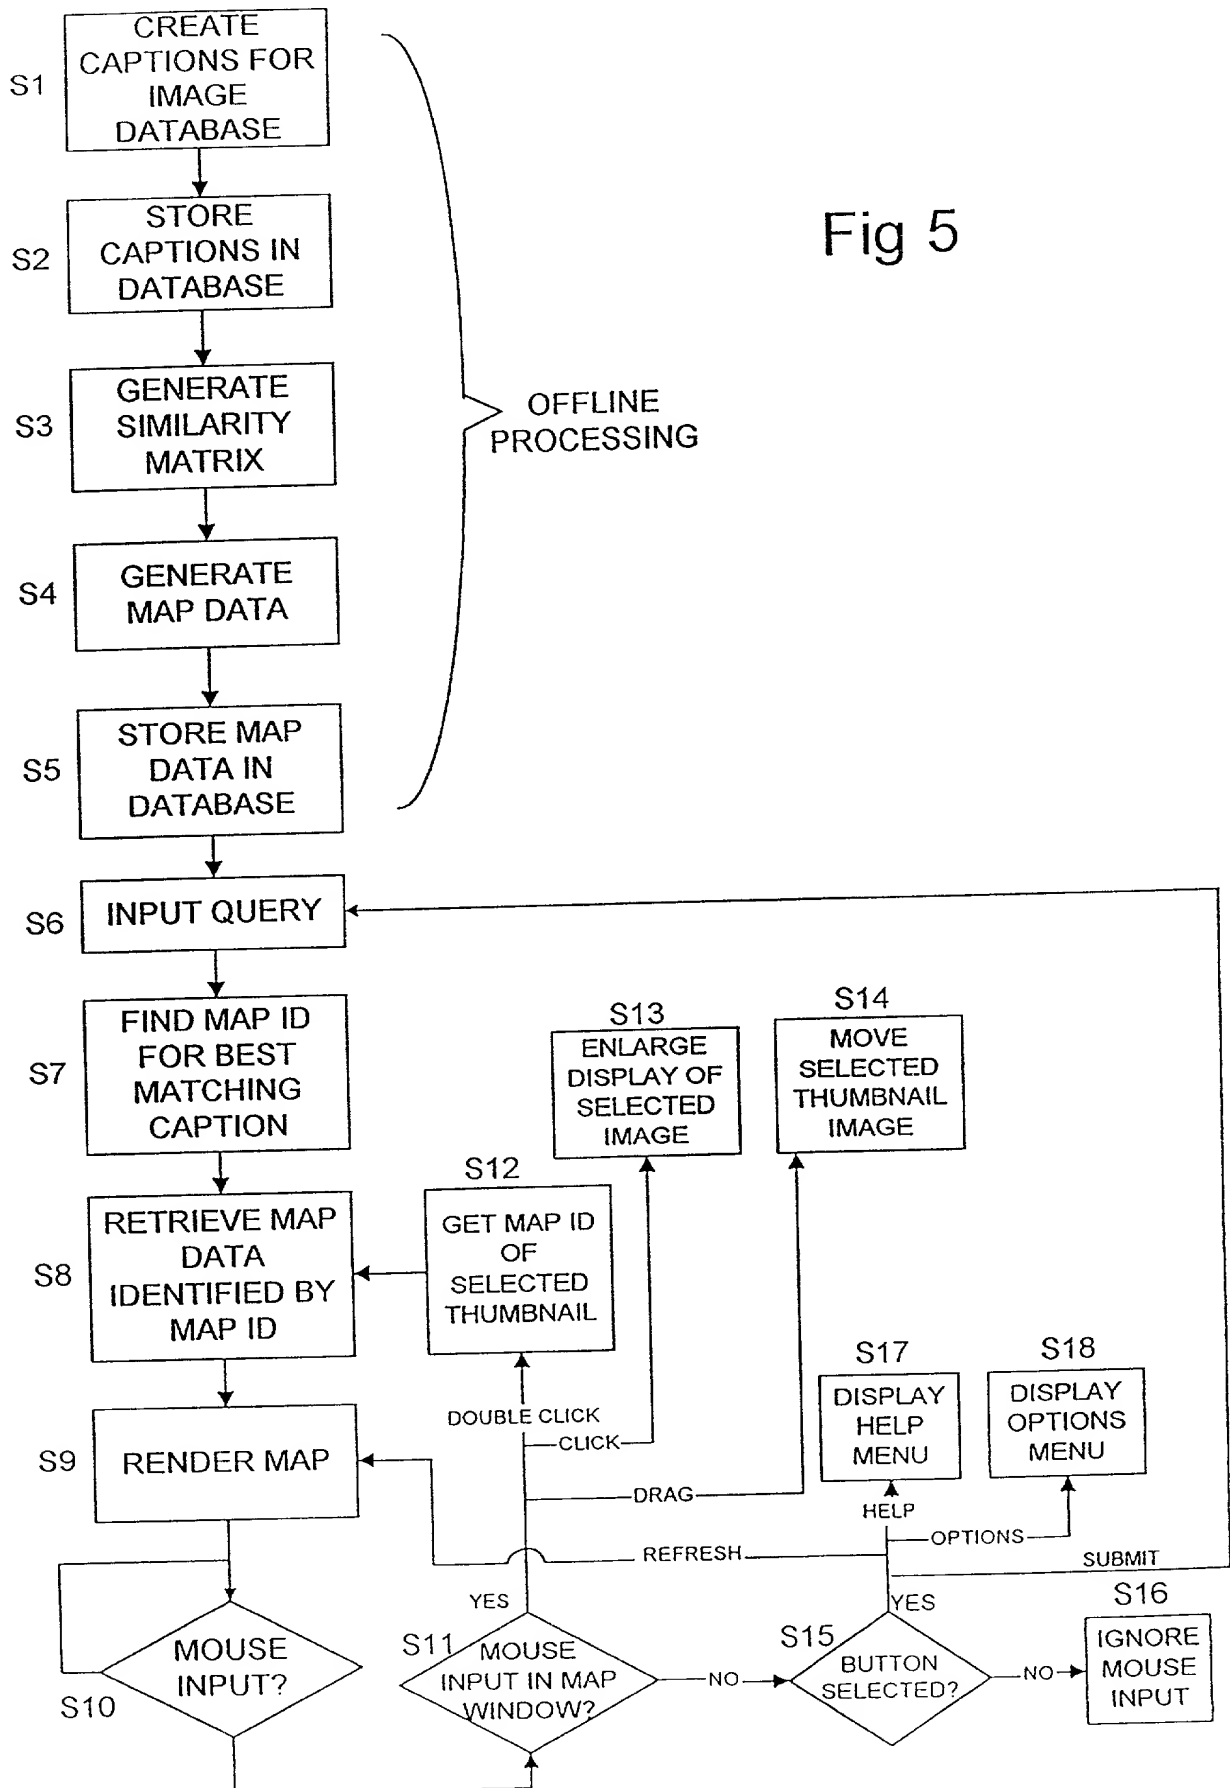 S1
CREATE
CAPTIONS FOR
IMAGE
DATABASE
S2
STORE
CAPTIONS IN
DATABASE
Fig 5
S3
GENERATE
SIMILARITY
MATRIX
OFFLINE
PROCESSING
S4
GENERATE
MAP DATA
S5
STORE MAP
DATA IN
DATABASE
S6
INPUT QUERY
S7
FIND MAP ID
FOR BEST
MATCHING
CAPTION
S13
ENLARGE
DISPLAY OF
SELECTED
IMAGE
S14
MOVE
SELECTED
THUMBNAIL
IMAGE
S8
RETRIEVE MAP
DATA
IDENTIFIED BY
MAP ID
S12
GET MAP ID
OF
SELECTED
THUMBNAIL
S17
DISPLAY
HELP
MENU
S18
DISPLAY
OPTIONS
MENU
S9
RENDER MAP
DOUBLE CLICK
CLICK
DRAG
HELP
OPTIONS
REFRESH
SUBMIT
S10
MOUSE
INPUT?
YES
S11
MOUSE
INPUT IN MAP
WINDOW?
NO
YES
S15
BUTTON
SELECTED?
NO
S16
IGNORE
MOUSE
INPUT